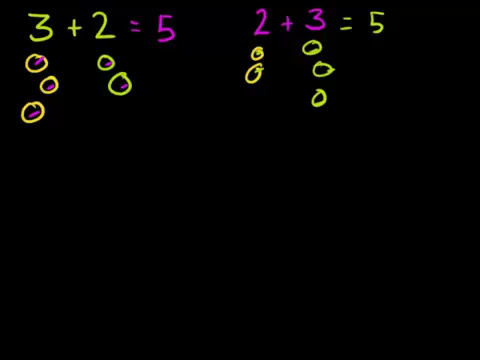 3 + 2 = 5
2 + 3 = 5